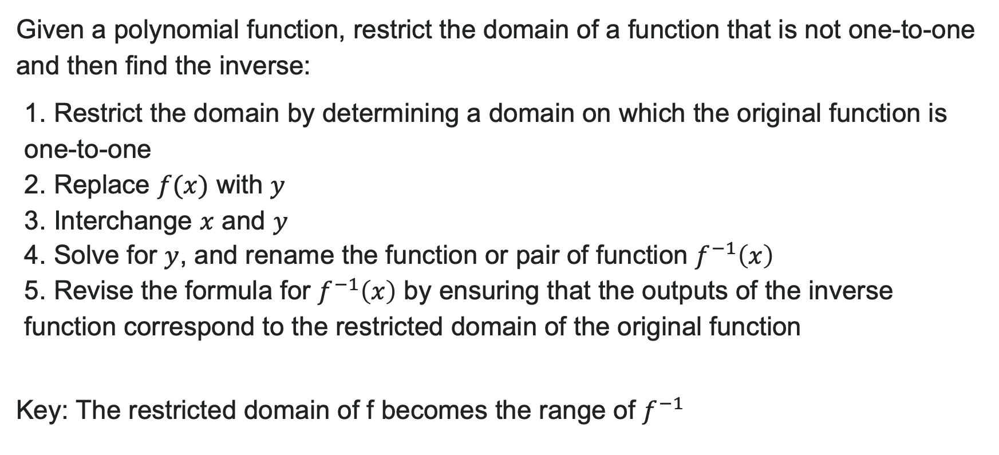 Given a polynomial function, restrict the domain of a function that is not one-to-one
and then find the inverse:
1. Restrict the domain by determining a domain on which the original function is
one-to-one
2. Replace f(x) with y
3. Interchange x and y
4. Solve for y, and rename the function or pair of function f⁻¹(x)
5. Revise the formula for f⁻¹(x) by ensuring that the outputs of the inverse
function correspond to the restricted domain of the original function
Key: The restricted domain of f becomes the range of f⁻¹